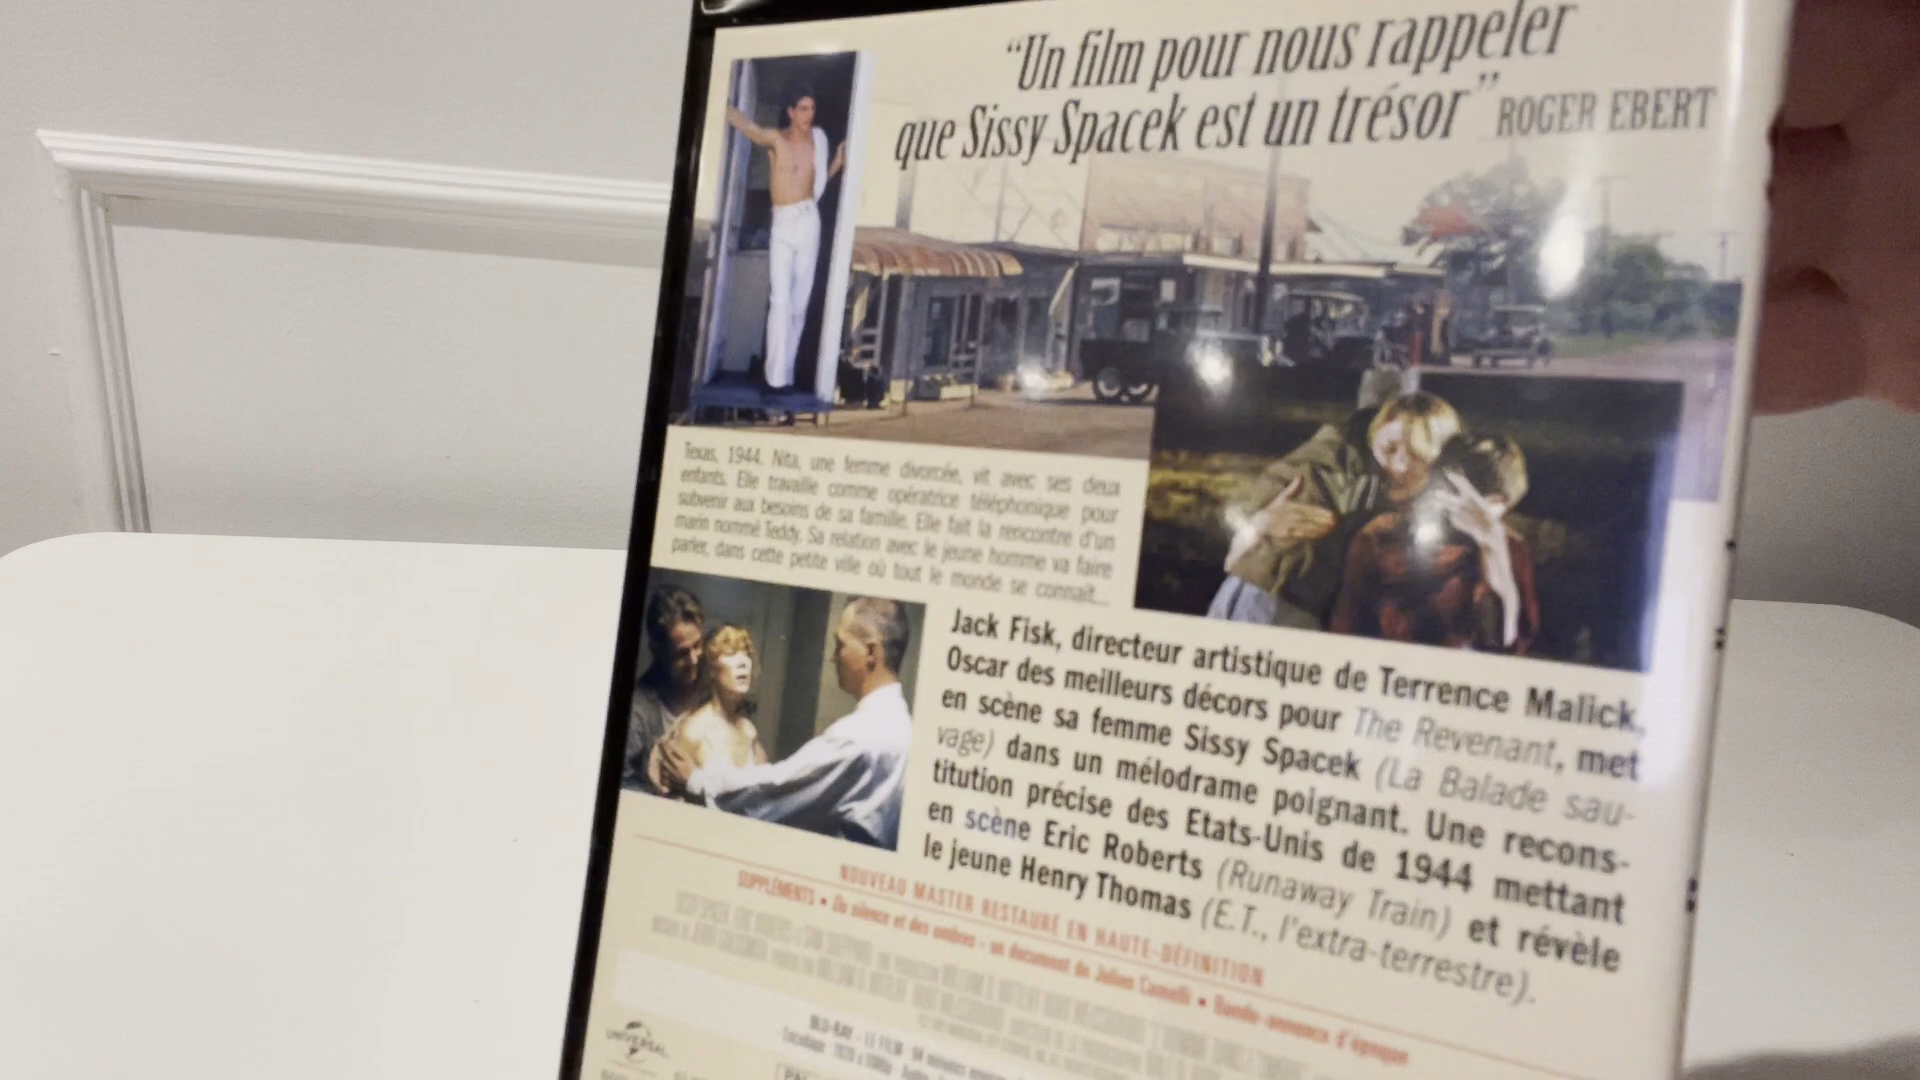 “Un film pour nous rappeler
que Sissy Spacek est un trésor” ROGER EBERT
Texas, 1944. Nita, une femme divorcée, vit avec ses deux
enfants. Elle travaille comme opératrice téléphonique pour
subvenir aux besoins de sa famille. Elle fait la rencontre d'un
marin nommé Teddy. Sa relation avec le jeune homme va faire
parler, dans cette petite ville où tout le monde se connaît...
Jack Fisk, directeur artistique de Terrence Malick,
Oscar des meilleurs décors pour The Revenant, met
en scène sa femme Sissy Spacek (La Balade sau-
vage) dans un mélodrame poignant. Une recons-
titution précise des Etats-Unis de 1944 mettant
en scène Eric Roberts (Runaway Train) et révèle
le jeune Henry Thomas (E.T., l'extra-terrestre).
NOUVEAU MASTER RESTAURÉ EN HAUTE-DÉFINITION
SUPPLÉMENTS • Du silence et des ombres - un document de Julien Comelli • Bande-annonce d'époque
BLU-RAY - LE FILM : 94 minutes
UNIVERSAL